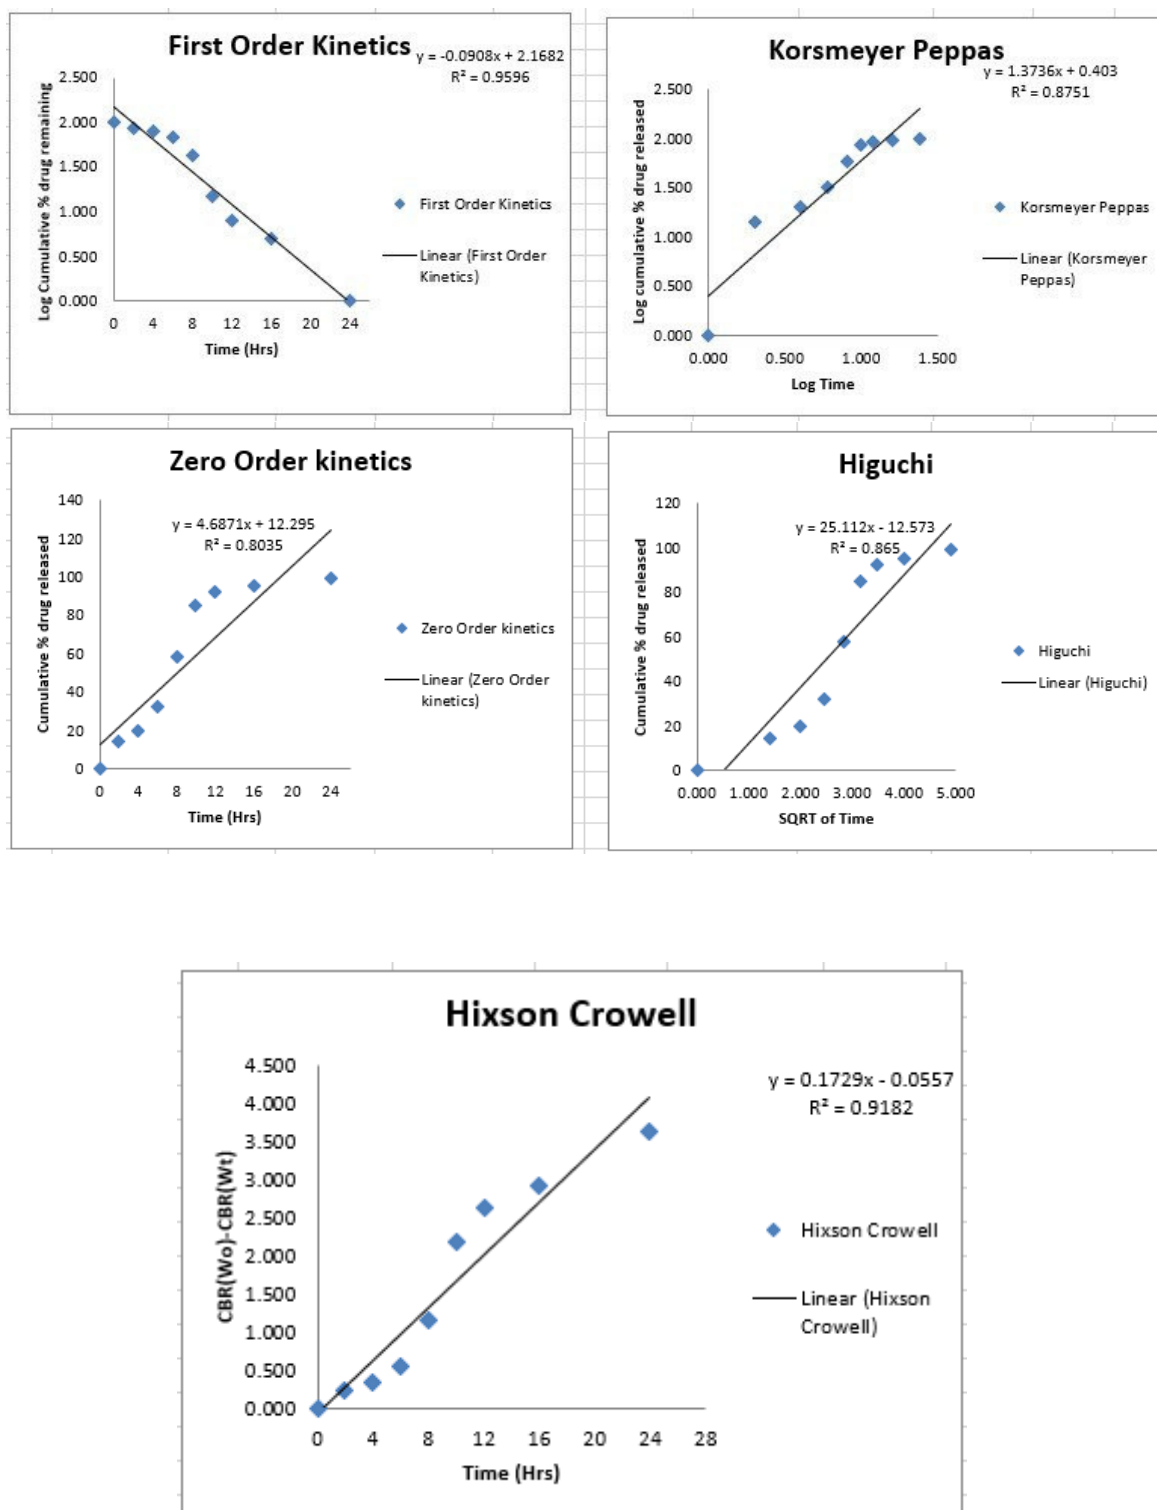 First Order Kinetics
y = -0.0908x + 2.1682
R² = 0.9596
Log Cumulative % drug remaining
2.500
2.000
1.500
1.000
0.500
0.000
0 4 8 12 16 20 24
Time (Hrs)
First Order Kinetics
Linear (First Order
Kinetics)
Korsmeyer Peppas
y = 1.3736x + 0.403
R² = 0.8751
Log cumulative % drug released
2.500
2.000
1.500
1.000
0.500
0.000
0.000 0.500 1.000 1.500
Log Time
Korsmeyer Peppas
Linear (Korsmeyer
Peppas)
Zero Order kinetics
y = 4.6871x + 12.295
R² = 0.8035
Cumulative % drug released
140
120
100
80
60
40
20
0
0 4 8 12 16 20 24
Time (Hrs)
Zero Order kinetics
Linear (Zero Order
kinetics)
Higuchi
y = 25.112x - 12.573
R² = 0.865
Cumulative % drug released
120
100
80
60
40
20
0
0.000 1.000 2.000 3.000 4.000 5.000
SQRT of Time
Higuchi
Linear (Higuchi)
Hixson Crowell
y = 0.1729x - 0.0557
R² = 0.9182
CBR(Wo)-CBR(Wt)
4.500
4.000
3.500
3.000
2.500
2.000
1.500
1.000
0.500
0.000
0 4 8 12 16 20 24 28
Time (Hrs)
Hixson Crowell
Linear (Hixson
Crowell)